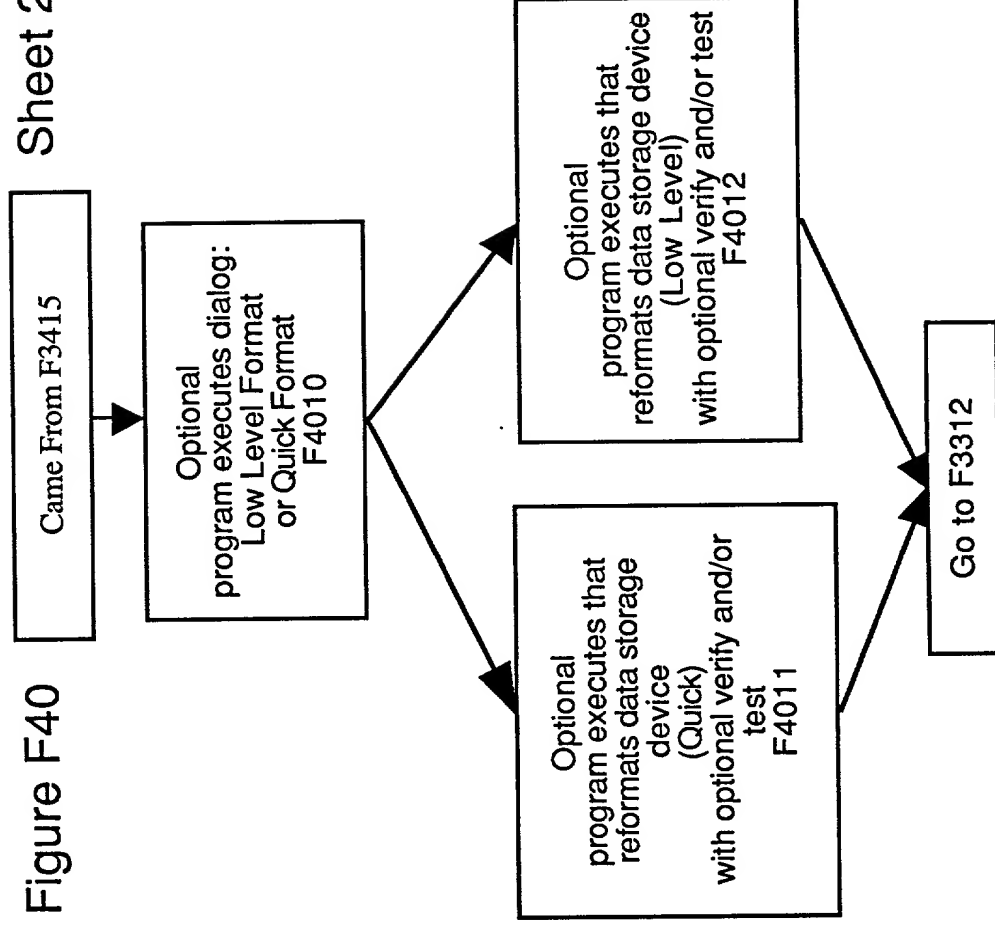 Figure F40
Sheet 2
Came From F3415
Optional
program executes dialog:
Low Level Format
or Quick Format
F4010
Optional
program executes that
reformats data storage
device
(Quick)
with optional verify and/or
test
F4011
Optional
program executes that
reformats data storage device
(Low Level)
with optional verify and/or test
F4012
Go to F3312